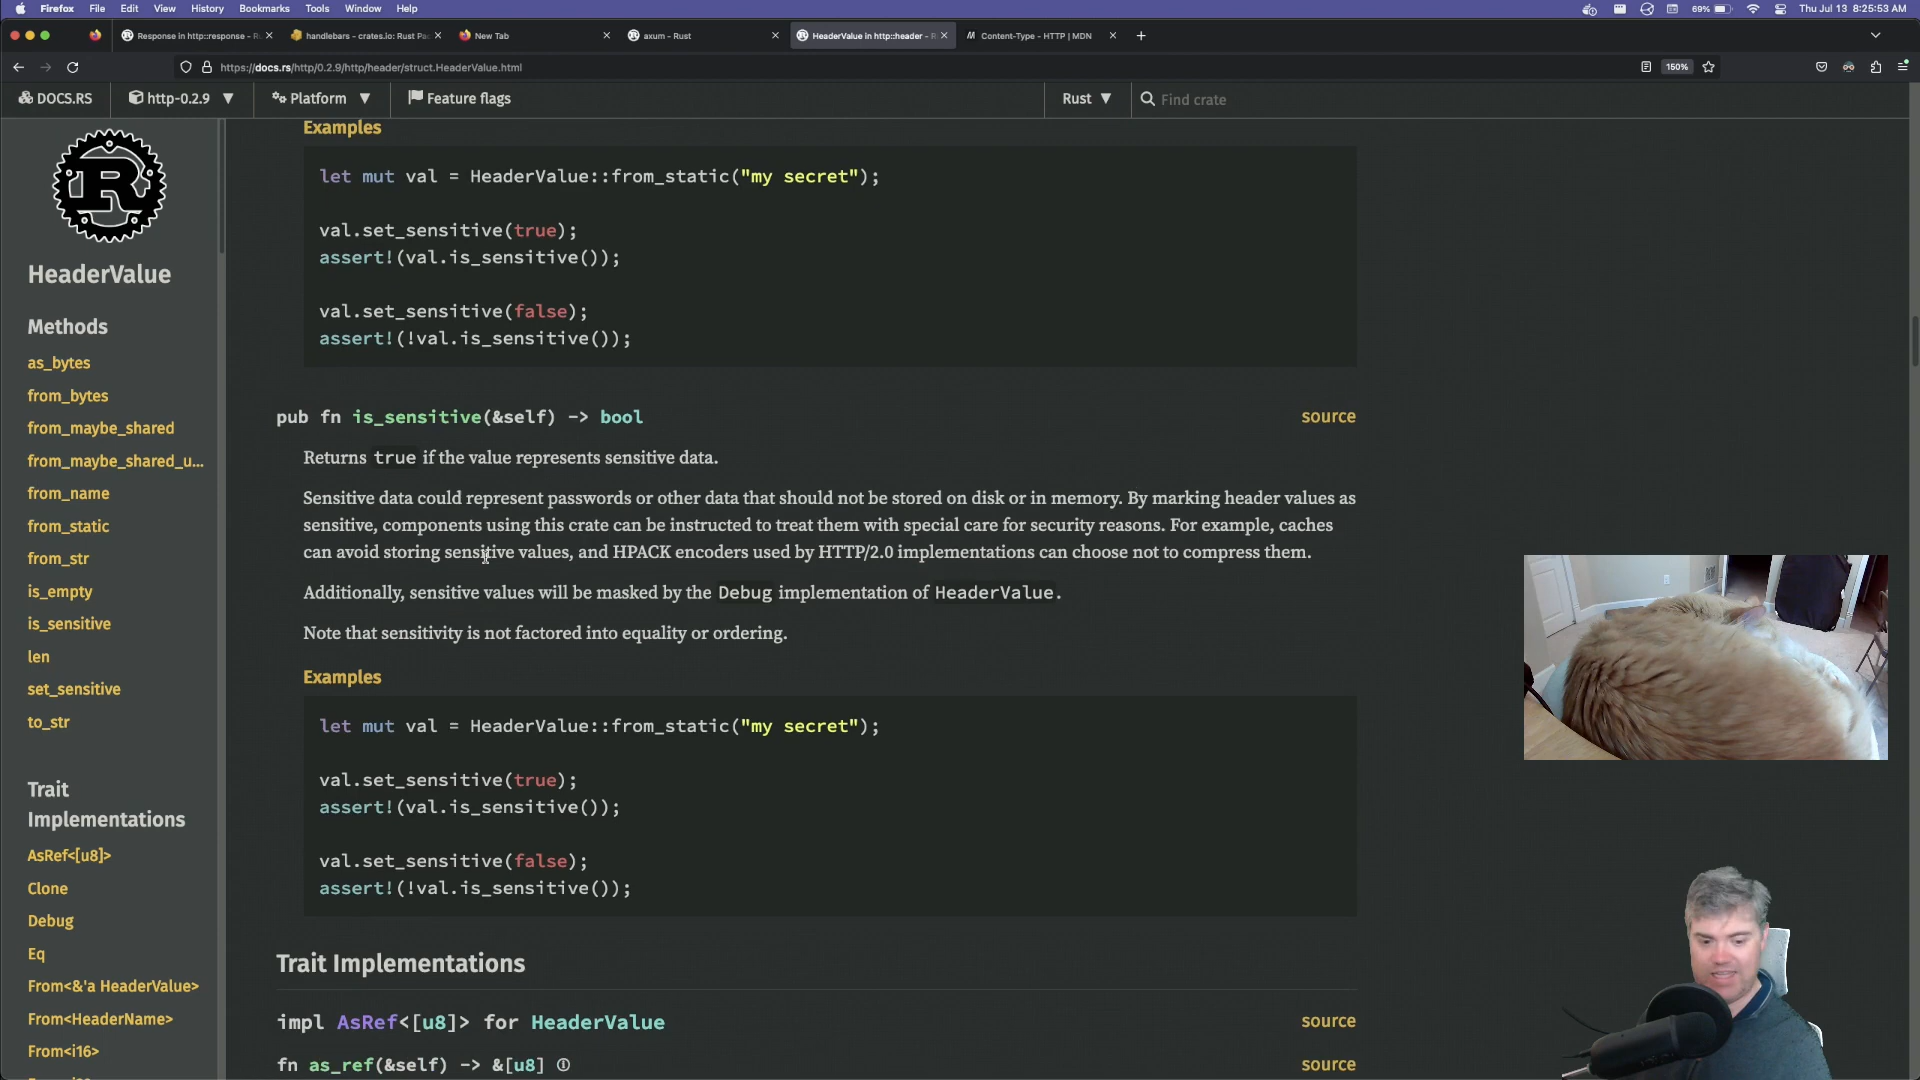 Firefox File Edit View History Bookmarks Tools Window Help 69% Thu Jul 13 8:25:53 AM
Response in http::response - R handlebars - crates.io: Rust Pac New Tab axum - Rust HeaderValue in http::header - R Content-Type - HTTP | MDN
https://docs.rs/http/0.2.9/http/header/struct.HeaderValue.html 150%
DOCS.RS http-0.2.9 Platform Feature flags Rust Find crate
HeaderValue
Methods
as_bytes
from_bytes
from_maybe_shared
from_maybe_shared_u...
from_name
from_static
from_str
is_empty
is_sensitive
len
set_sensitive
to_str
Trait
Implementations
AsRef<[u8]>
Clone
Debug
Eq
From<&'a HeaderValue>
From<HeaderName>
From<i16>
Examples
let mut val = HeaderValue::from_static("my secret");
val.set_sensitive(true);
assert!(val.is_sensitive());
val.set_sensitive(false);
assert!(!val.is_sensitive());
pub fn is_sensitive(&self) -> bool source
Returns true if the value represents sensitive data.
Sensitive data could represent passwords or other data that should not be stored on disk or in memory. By marking header values as
sensitive, components using this crate can be instructed to treat them with special care for security reasons. For example, caches
can avoid storing sensitive values, and HPACK encoders used by HTTP/2.0 implementations can choose not to compress them.
Additionally, sensitive values will be masked by the Debug implementation of HeaderValue.
Note that sensitivity is not factored into equality or ordering.
Examples
let mut val = HeaderValue::from_static("my secret");
val.set_sensitive(true);
assert!(val.is_sensitive());
val.set_sensitive(false);
assert!(!val.is_sensitive());
Trait Implementations
impl AsRef<[u8]> for HeaderValue source
fn as_ref(&self) -> &[u8] source